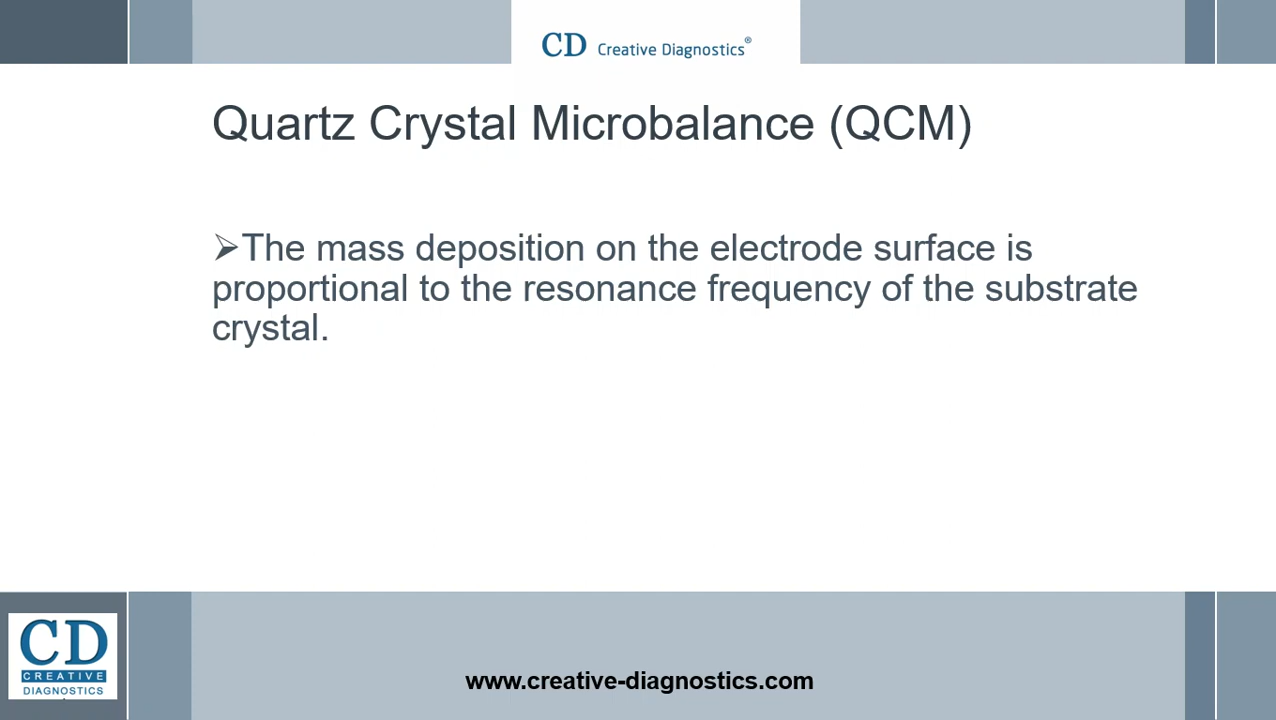 CD Creative Diagnostics®
Quartz Crystal Microbalance (QCM)
➢The mass deposition on the electrode surface is
proportional to the resonance frequency of the substrate
crystal.
CD
CREATIVE
DIAGNOSTICS
www.creative-diagnostics.com